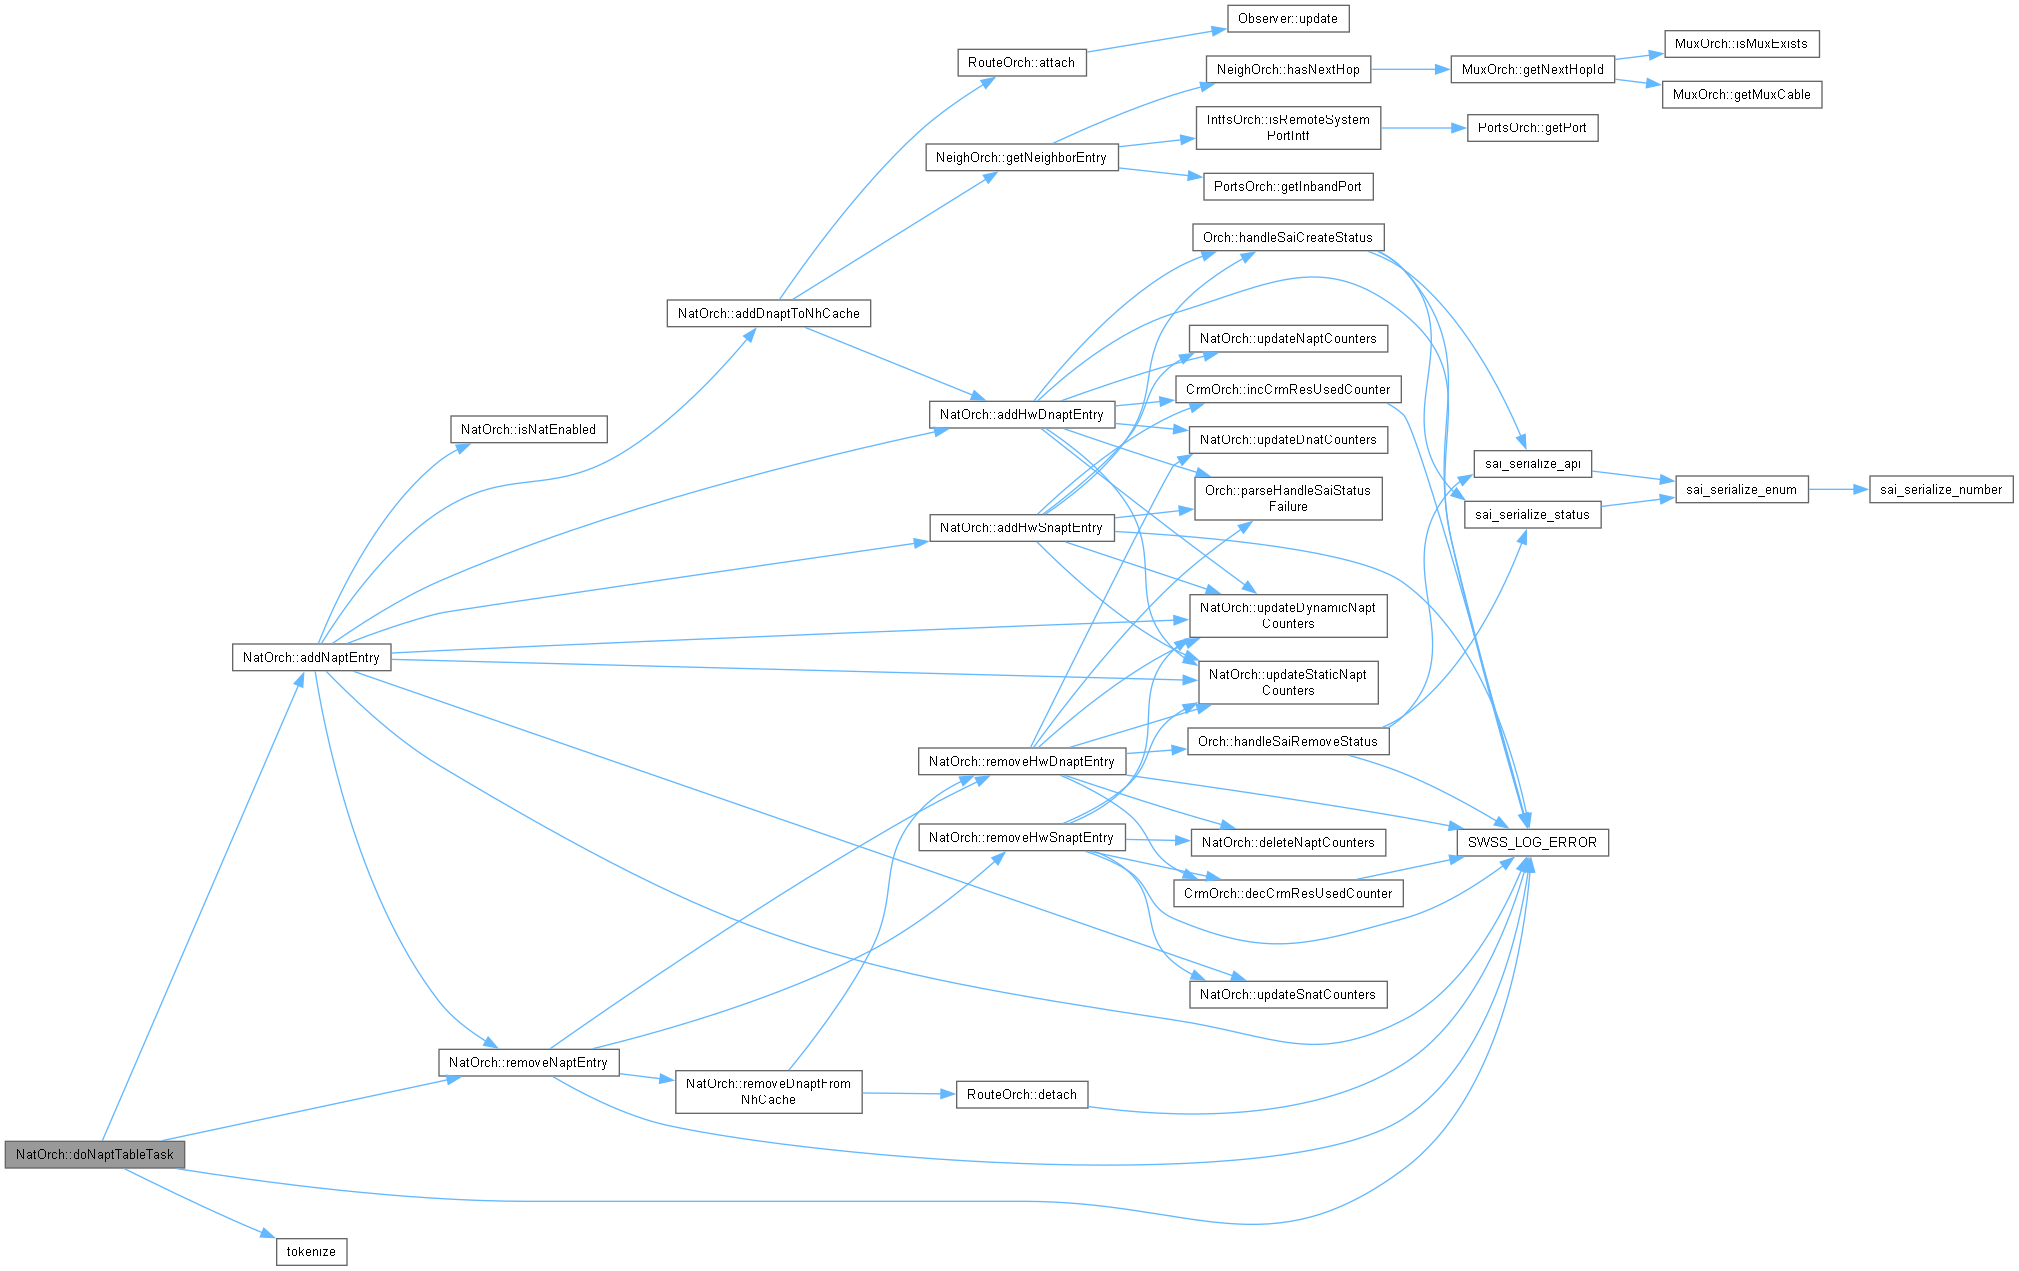 Observer::update
MuxOrch::isMuxExists
RouteOrch::attach
NeighOrch::hasNextHop
MuxOrch::getNextHopId
MuxOrch::getMuxCable
IntfsOrch::isRemoteSystem
PortIntf
PortsOrch::getPort
NeighOrch::getNeighborEntry
PortsOrch::getInbandPort
Orch::handleSaiCreateStatus
NatOrch::addDnaptToNhCache
NatOrch::updateNaptCounters
CrmOrch::incCrmResUsedCounter
NatOrch::addHwDnaptEntry
NatOrch::isNatEnabled
NatOrch::updateDnatCounters
sai_serialize_api
Orch::parseHandleSaiStatus
Failure
sai_serialize_enum
sai_serialize_number
sai_serialize_status
NatOrch::addHwSnaptEntry
NatOrch::updateDynamicNapt
Counters
NatOrch::addNaptEntry
NatOrch::updateStaticNapt
Counters
Orch::handleSaiRemoveStatus
NatOrch::removeHwDnaptEntry
NatOrch::removeHwSnaptEntry
NatOrch::deleteNaptCounters
SWSS_LOG_ERROR
CrmOrch::decCrmResUsedCounter
NatOrch::updateSnatCounters
NatOrch::removeNaptEntry
NatOrch::removeDnaptFrom
NhCache
RouteOrch::detach
NatOrch::doNaptTableTask
tokenize